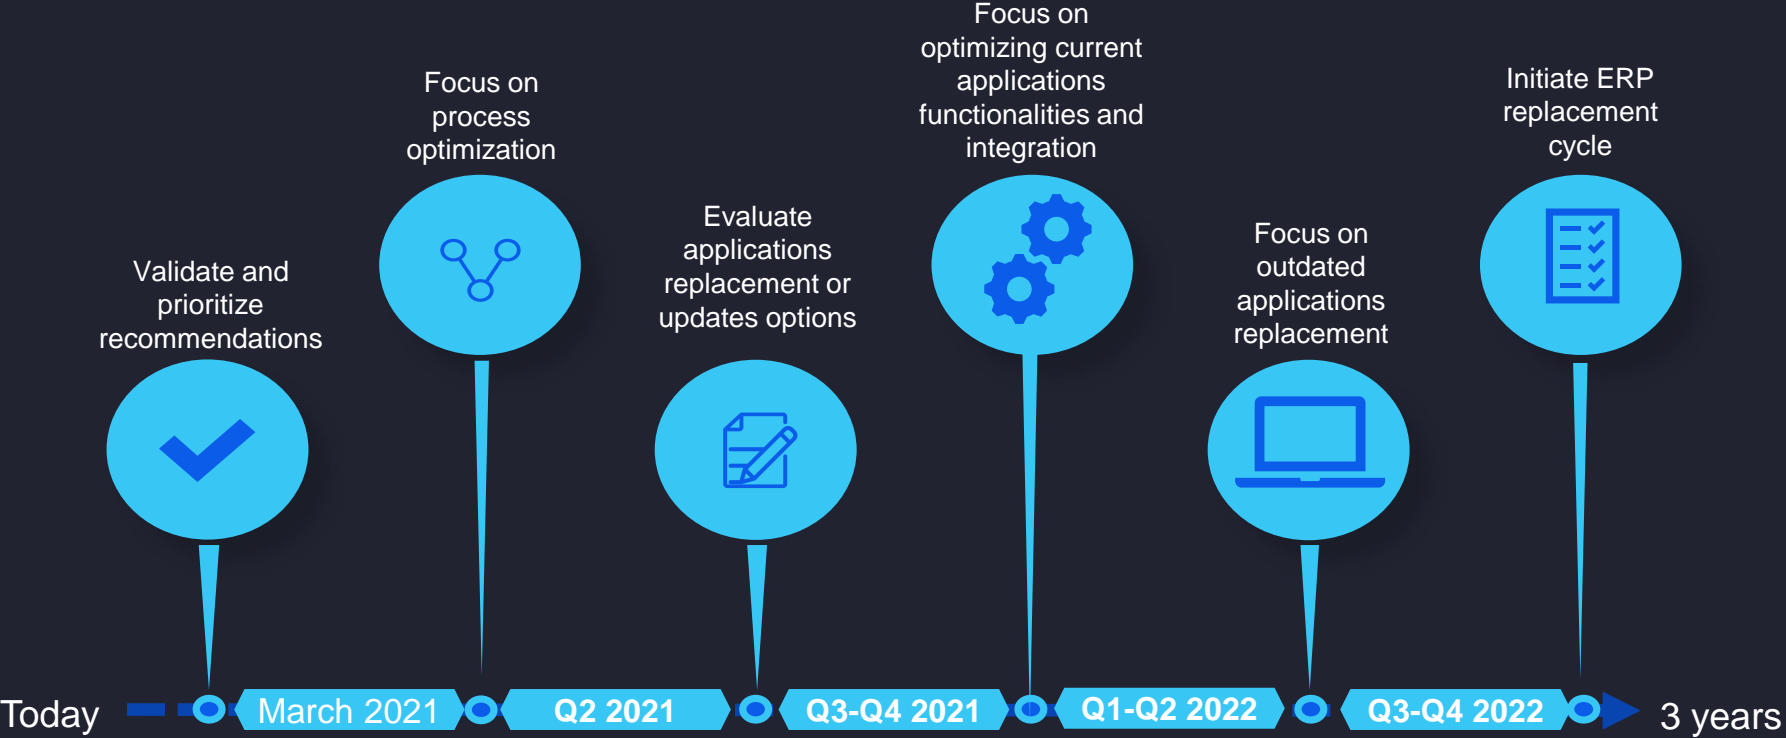 Validate and
prioritize
recommendations
Focus on
process
optimization
Evaluate
applications
replacement or
updates options
Focus on
optimizing current
applications
functionalities and
integration
Focus on
outdated
applications
replacement
Initiate ERP
replacement
cycle
Today
March 2021
Q2 2021
Q3-Q4 2021
Q1-Q2 2022
Q3-Q4 2022
3 years